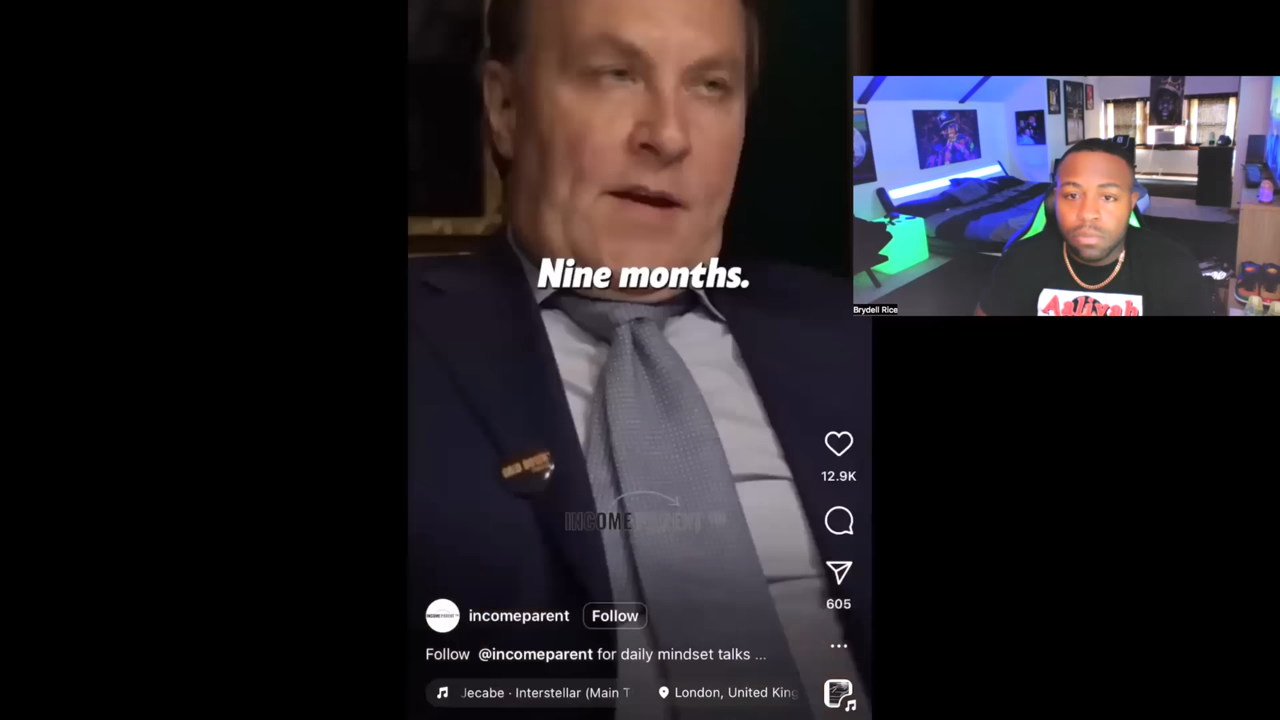 Nine months.
Brydell Rice
Aaliyah
12.9K
INCOMEPARENT
605
incomeparent
Follow
Follow @incomeparent for daily mindset talks ...
Jecabe · Interstellar (Main T
London, United King